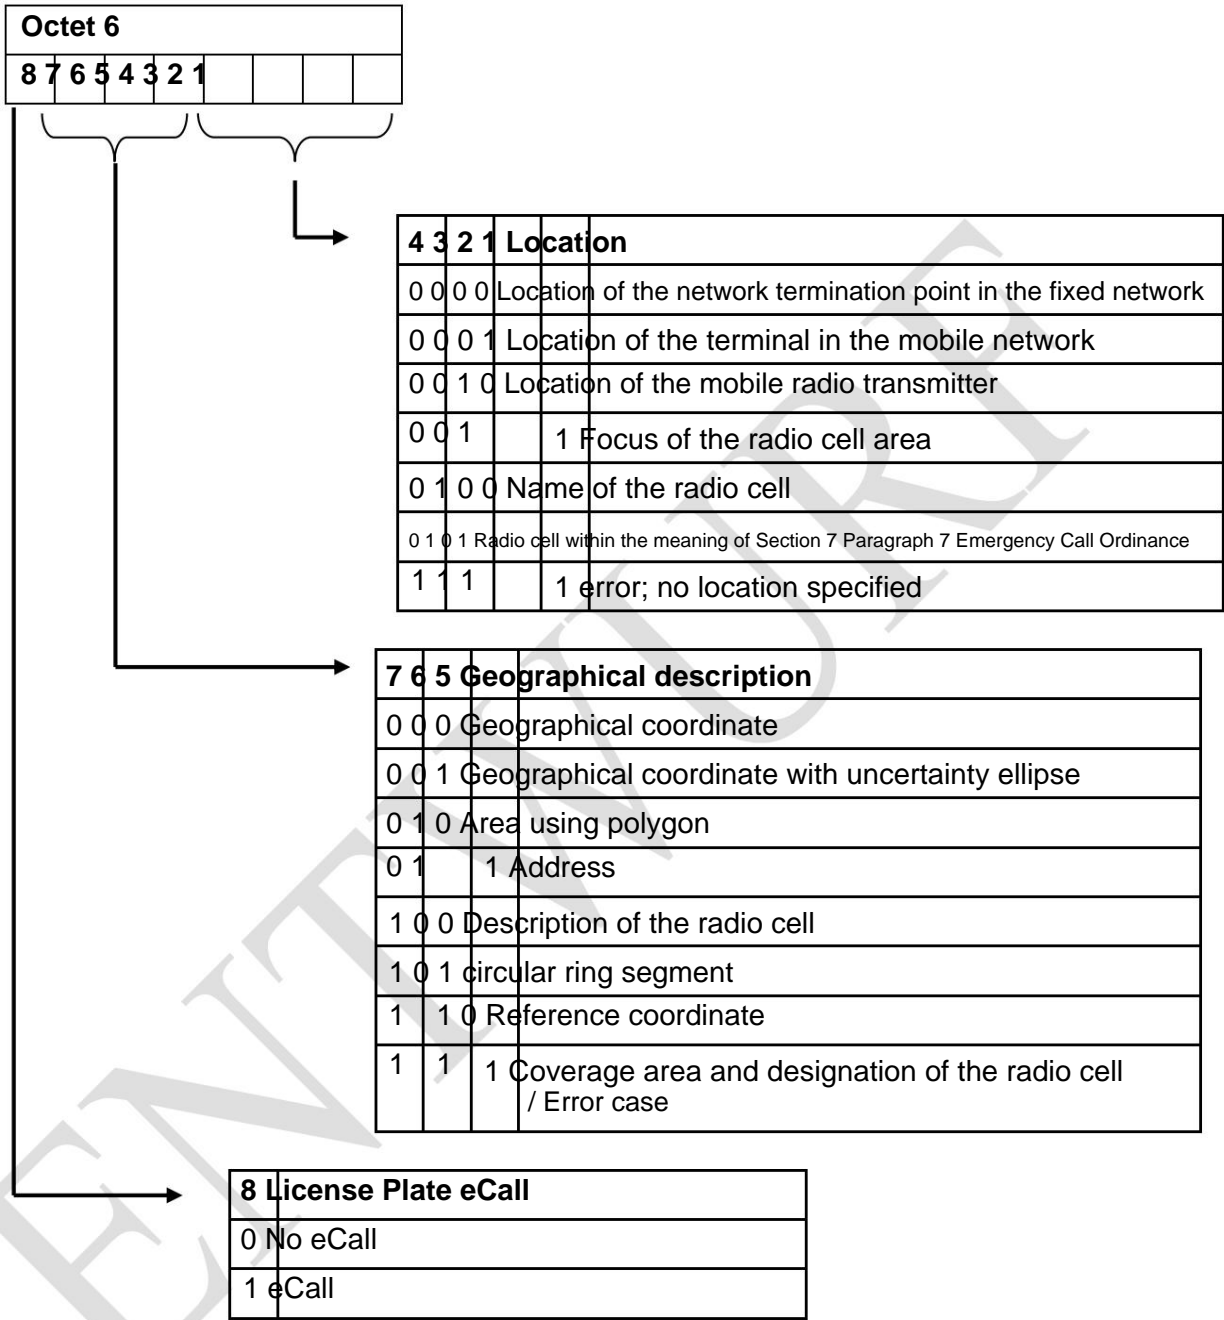 Octet 6
8 7 6 5 4 3 2 1
4 3 2 1 Location
0 0 0 0 Location of the network termination point in the fixed network
0 0 0 1 Location of the terminal in the mobile network
0 0 1 0 Location of the mobile radio transmitter
0 0 1 1 Focus of the radio cell area
0 1 0 0 Name of the radio cell
0 1 0 1 Radio cell within the meaning of Section 7 Paragraph 7 Emergency Call Ordinance
1 1 1 1 error; no location specified
7 6 5 Geographical description
0 0 0 Geographical coordinate
0 0 1 Geographical coordinate with uncertainty ellipse
0 1 0 Area using polygon
0 1 1 Address
1 0 0 Description of the radio cell
1 0 1 circular ring segment
1 1 0 Reference coordinate
1 1 1 Coverage area and designation of the radio cell
/ Error case
8 License Plate eCall
0 No eCall
1 eCall
ENTWURF